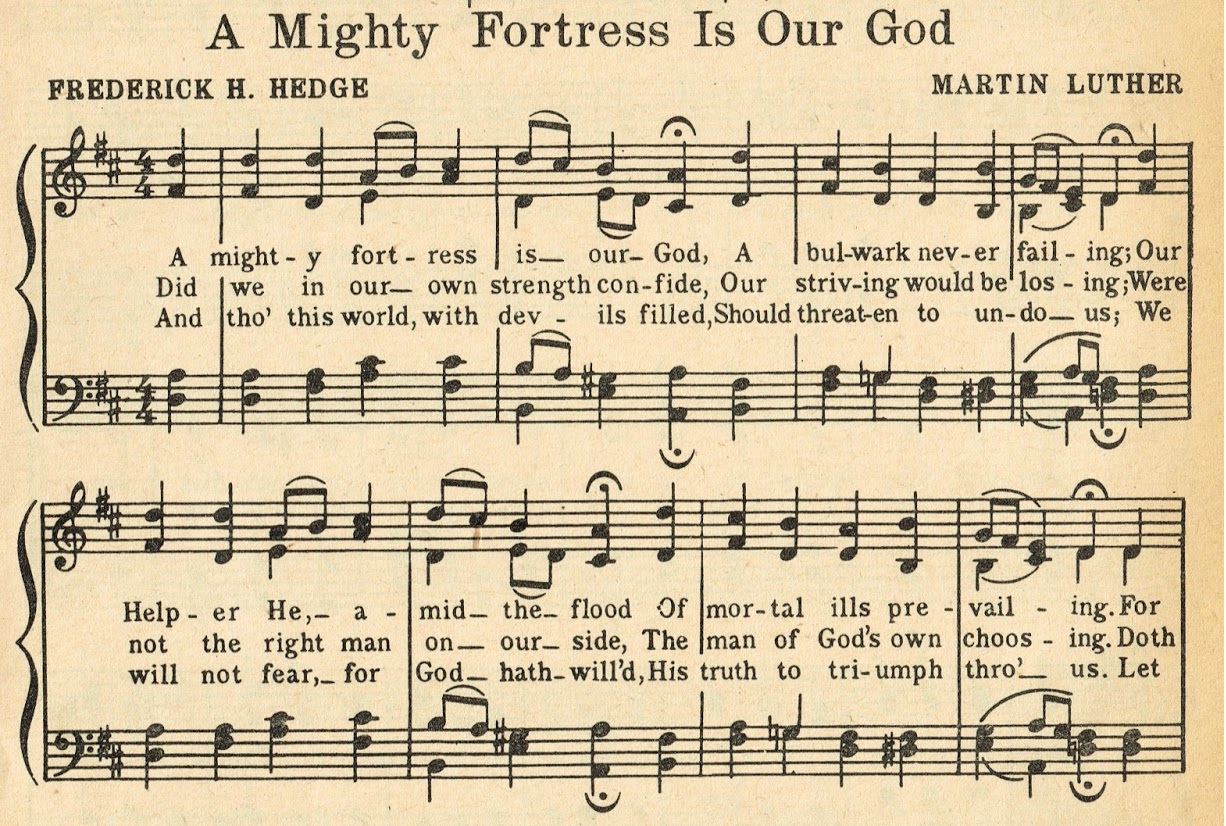 A Mighty Fortress Is Our God
FREDERICK H. HEDGE MARTIN LUTHER
4 4
A might - y fort - ress is— our— God, A bul-wark nev-er fail - ing; Our
Did we in our— own strength con-fide, Our striv-ing would be los - ing; Were
And tho' this world, with dev - ils filled, Should threat-en to un-do— us; We
4 4
Help - er He,— a - mid— the— flood Of mor-tal ills pre - vail - ing. For
not the right man on— our— side, The man of God's own choos - ing. Doth
will not fear,— for God— hath— will'd, His truth to tri-umph thro'— us. Let